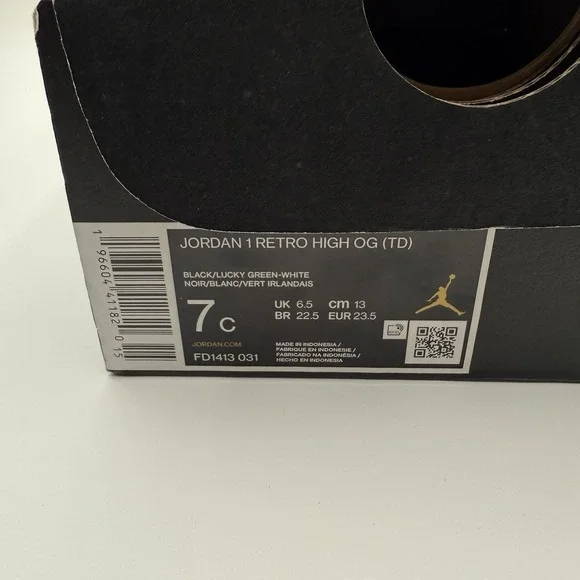 JORDAN 1 RETRO HIGH OG (TD)
BLACK/LUCKY GREEN-WHITE
NOIR/BLANC/VERT IRLANDAIS
7C
UK 6.5 cm 13
BR 22.5 EUR 23.5
JORDAN.COM
FD1413 031
MADE IN INDONESIA /
FABRIQUE EN INDONESIE /
FABRICADO NA INDONÉSIA /
HECHO EN INDONESIA
1 96604 41182 0 15